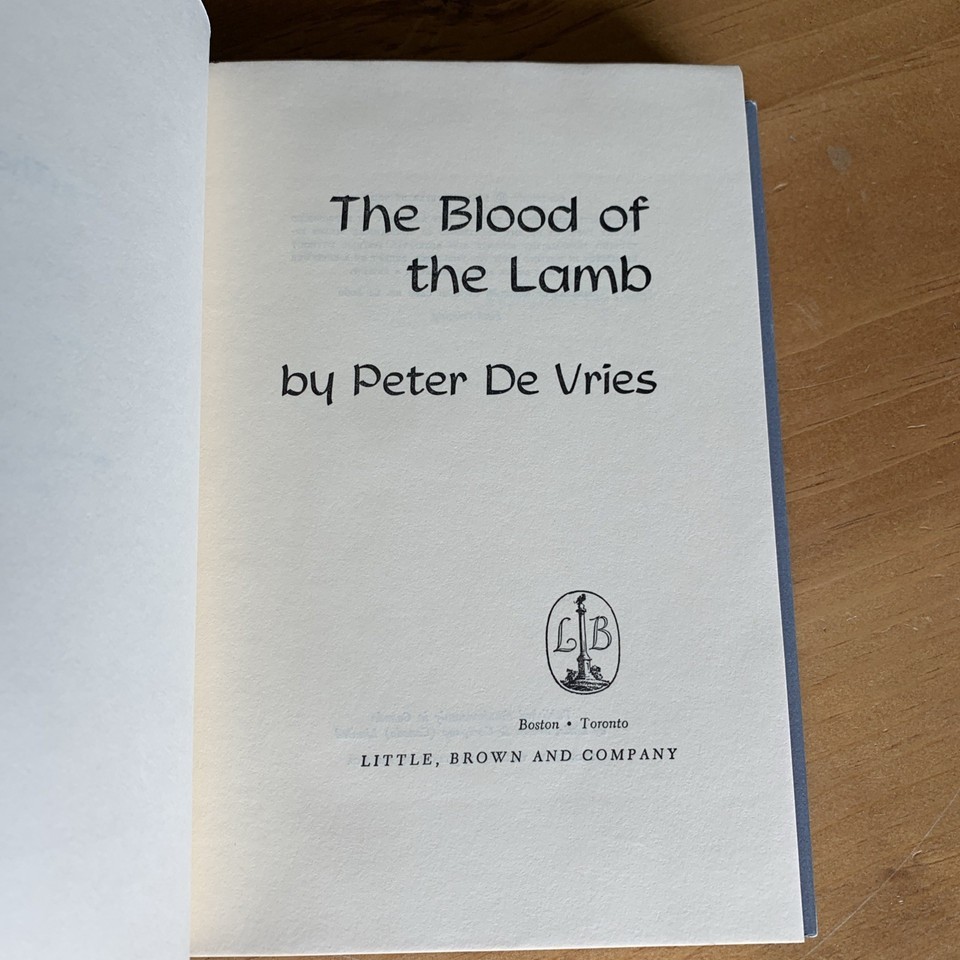 The Blood of
the Lamb
by Peter De Vries
L B
Boston • Toronto
LITTLE, BROWN AND COMPANY